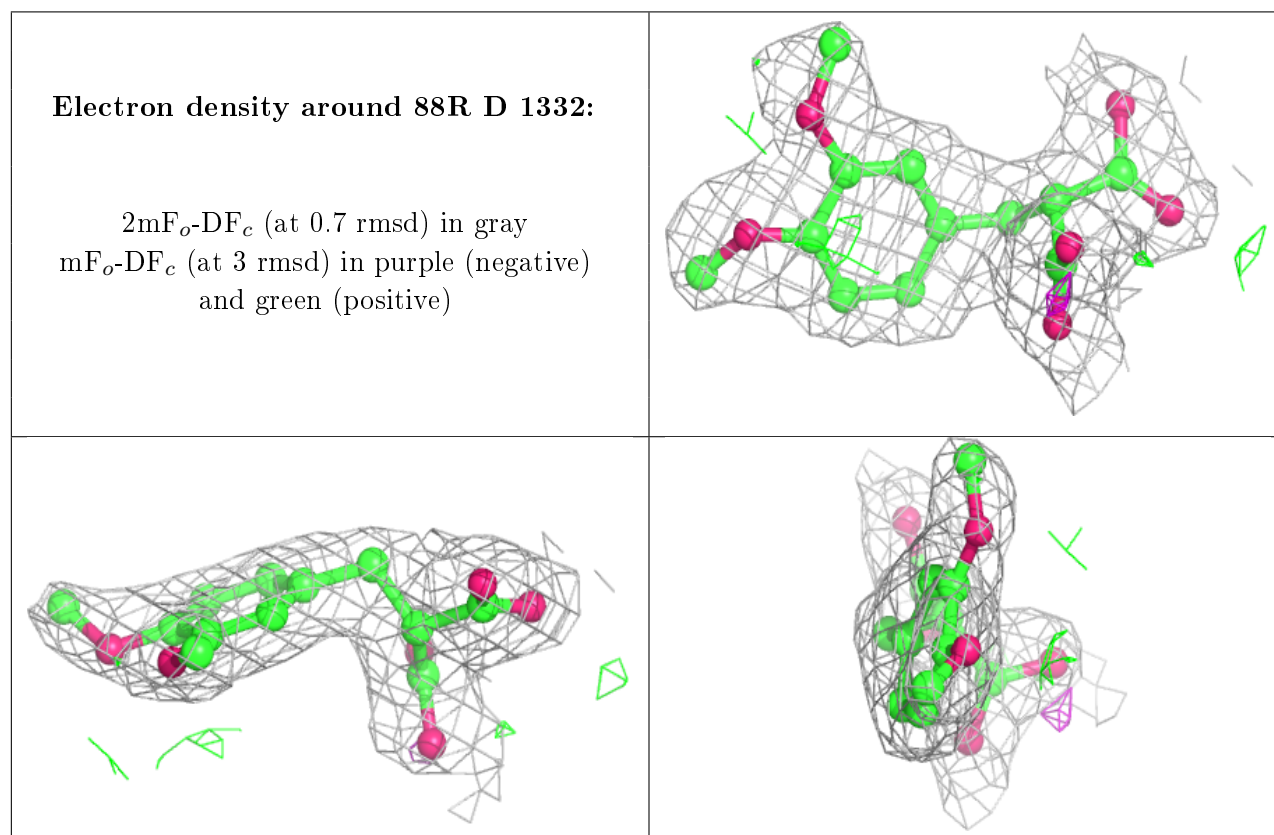 Electron density around 88R D 1332:
2mFₒ-DF𝒸 (at 0.7 rmsd) in gray
mFₒ-DF𝒸 (at 3 rmsd) in purple (negative)
and green (positive)